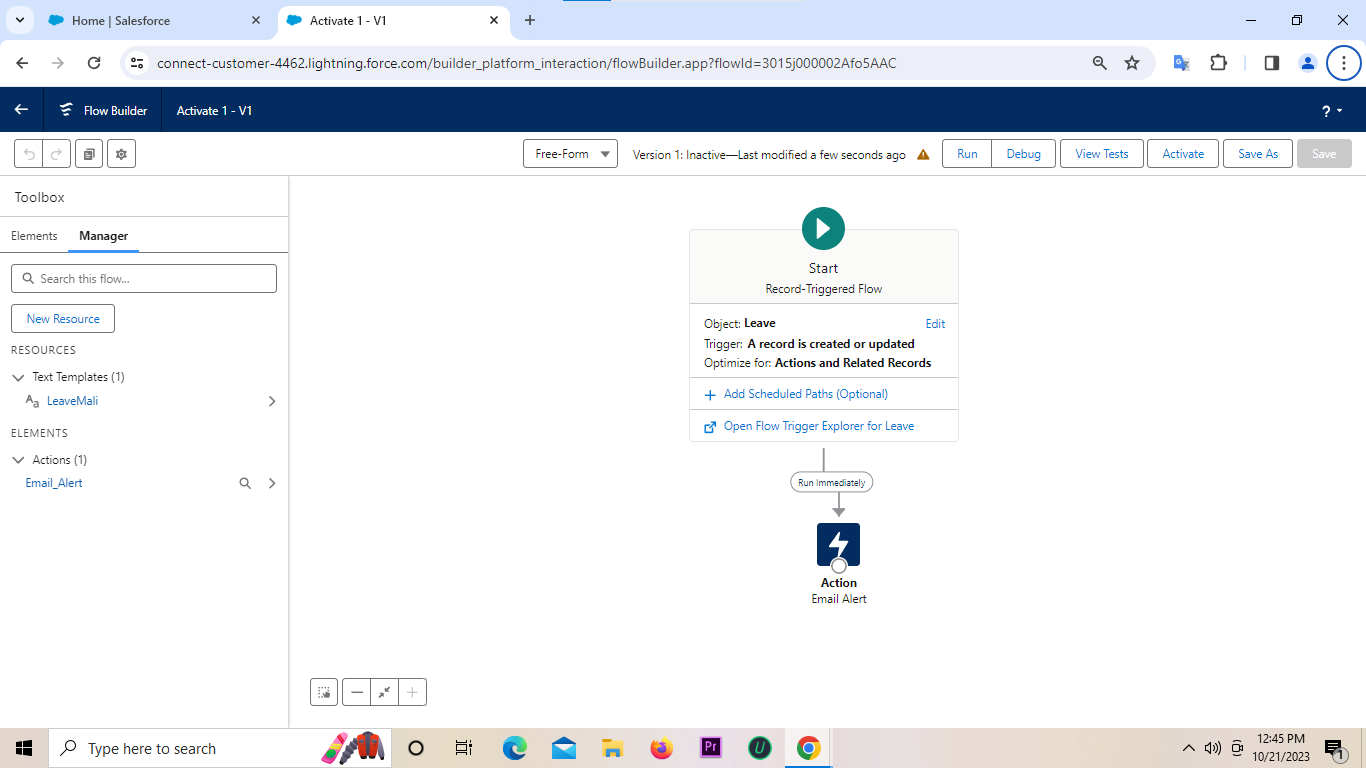 Home | Salesforce
Activate 1 - V1
connect-customer-4462.lightning.force.com/builder_platform_interaction/flowBuilder.app?flowId=3015j000002Afo5AAC
Flow Builder
Activate 1 - V1
?
Free-Form
Version 1: Inactive—Last modified a few seconds ago
Run
Debug
View Tests
Activate
Save As
Save
Toolbox
Elements
Manager
Search this flow...
New Resource
RESOURCES
Text Templates (1)
LeaveMali
ELEMENTS
Actions (1)
Email_Alert
Start
Record-Triggered Flow
Object: Leave
Edit
Trigger: A record is created or updated
Optimize for: Actions and Related Records
Add Scheduled Paths (Optional)
Open Flow Trigger Explorer for Leave
Run Immediately
Action
Email Alert
Type here to search
Pr
U
12:45 PM
10/21/2023
1